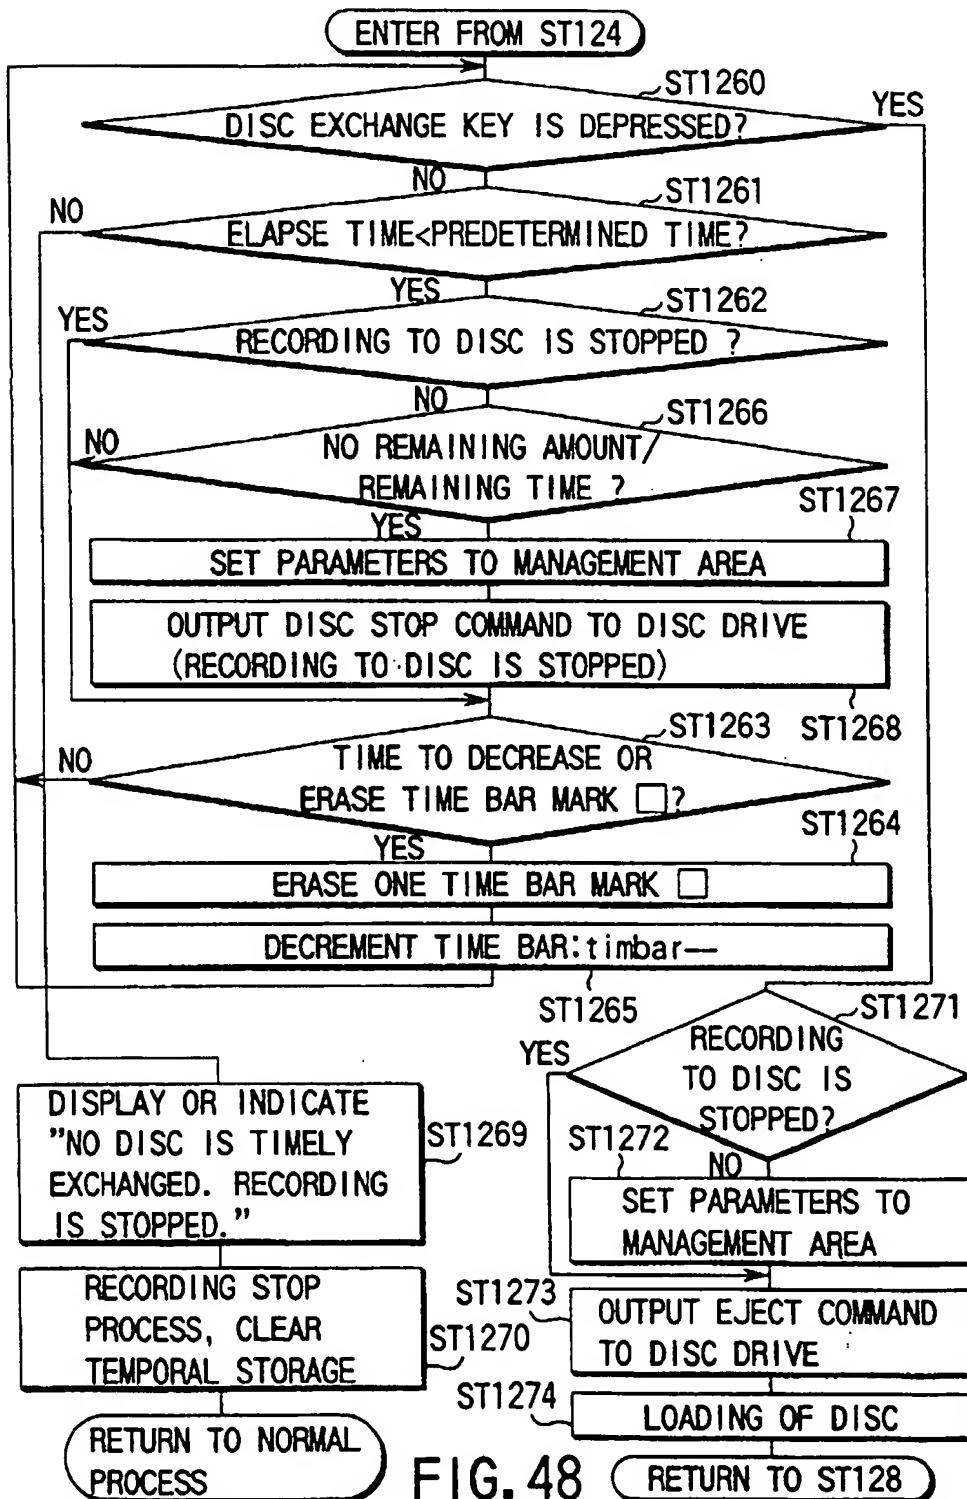 ENTER FROM ST124
ST1260
YES
DISC EXCHANGE KEY IS DEPRESSED?
NO
ST1261
NO
ELAPSE TIME<PREDETERMINED TIME?
YES
ST1262
YES
RECORDING TO DISC IS STOPPED ?
NO
ST1266
NO
NO REMAINING AMOUNT/
REMAINING TIME ?
ST1267
YES
SET PARAMETERS TO MANAGEMENT AREA
OUTPUT DISC STOP COMMAND TO DISC DRIVE
(RECORDING TO DISC IS STOPPED)
ST1268
ST1263
NO
TIME TO DECREASE OR
ERASE TIME BAR MARK □?
ST1264
YES
ERASE ONE TIME BAR MARK □
DECREMENT TIME BAR:timbar--
ST1265
ST1271
YES
RECORDING
TO DISC IS
STOPPED?
DISPLAY OR INDICATE
"NO DISC IS TIMELY
EXCHANGED. RECORDING
IS STOPPED."
ST1269
ST1272
NO
SET PARAMETERS TO
MANAGEMENT AREA
RECORDING STOP
PROCESS, CLEAR
TEMPORAL STORAGE
ST1270
ST1273
OUTPUT EJECT COMMAND
TO DISC DRIVE
ST1274
LOADING OF DISC
RETURN TO NORMAL
PROCESS
FIG. 48
RETURN TO ST128